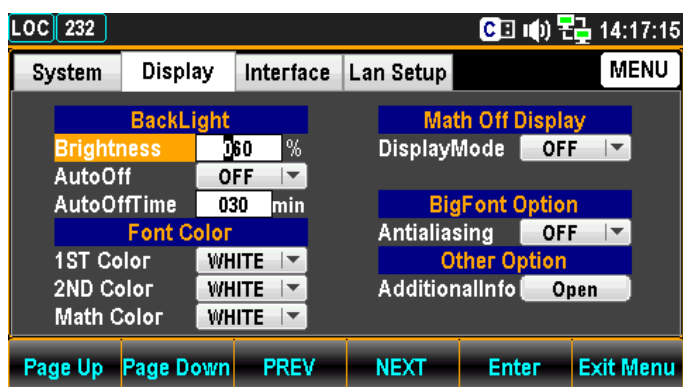 LOC 232 C 14:17:15
System Display Interface Lan Setup MENU
BackLight
Brightness 060 %
AutoOff OFF
AutoOffTime 030 min
Font Color
1ST Color WHITE
2ND Color WHITE
Math Color WHITE
Math Off Display
DisplayMode OFF
BigFont Option
Antialiasing OFF
Other Option
AdditionalInfo Open
Page Up Page Down PREV NEXT Enter Exit Menu